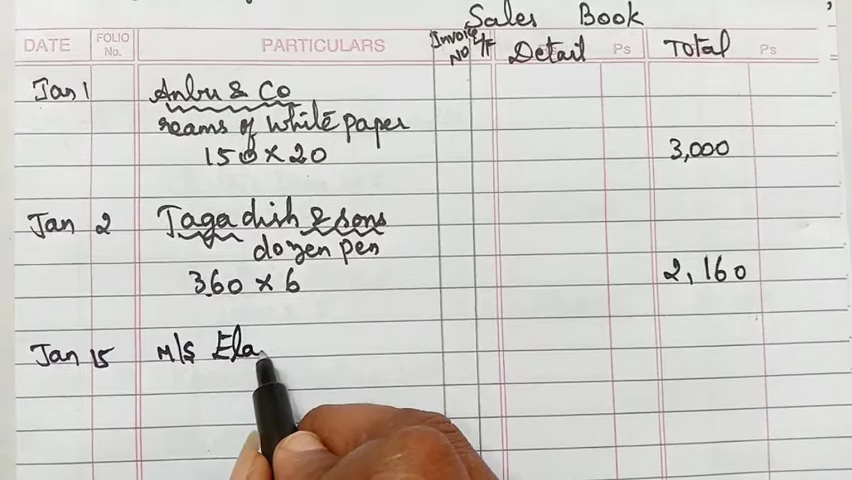 Sales Book
DATE FOLIO No. PARTICULARS Invoice No L/F Detail Ps Total Ps
Jan 1 Anbu & Co
reams of white paper
150 × 20 3,000
Jan 2 Jagadish & sons
dozen pen
360 × 6 2,160
Jan 15 M/S Ela